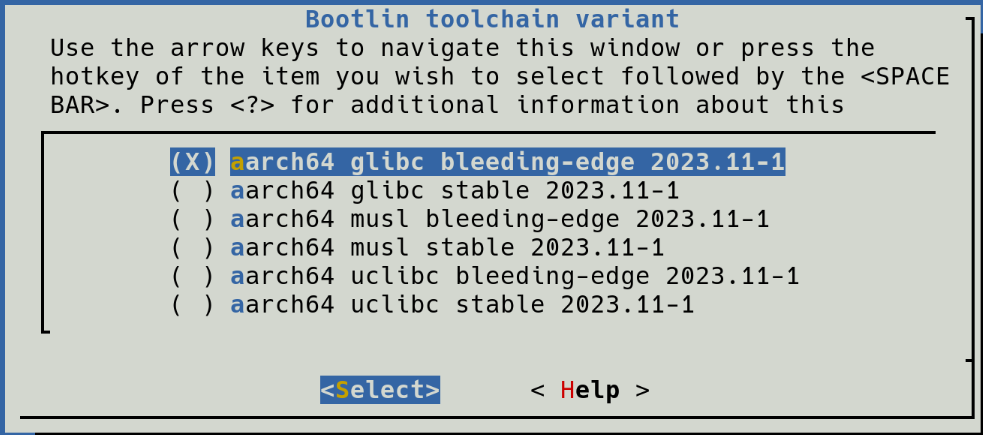 Bootlin toolchain variant
Use the arrow keys to navigate this window or press the
hotkey of the item you wish to select followed by the <SPACE
BAR>. Press <?> for additional information about this
(X) aarch64 glibc bleeding-edge 2023.11-1
( ) aarch64 glibc stable 2023.11-1
( ) aarch64 musl bleeding-edge 2023.11-1
( ) aarch64 musl stable 2023.11-1
( ) aarch64 uclibc bleeding-edge 2023.11-1
( ) aarch64 uclibc stable 2023.11-1
<Select> < Help >